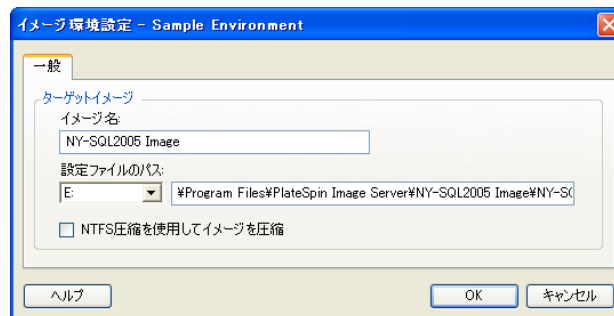 イメージ環境設定 - Sample Environment
一般
ターゲットイメージ
イメージ名:
NY-SQL2005 Image
設定ファイルのパス:
E: ¥Program Files¥PlateSpin Image Server¥NY-SQL2005 Image¥NY-SQ
NTFS圧縮を使用してイメージを圧縮
ヘルプ OK キャンセル